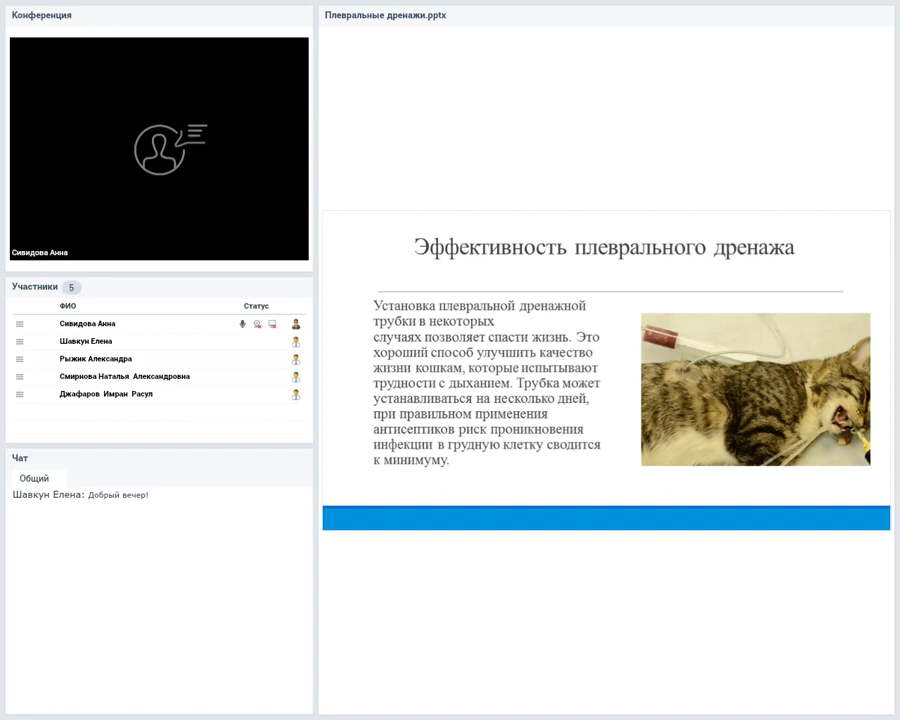 Конференция
Сивидова Анна
Участники 5
ФИО Статус
Сивидова Анна
Шавкун Елена
Рыжик Александра
Смирнова Наталья Александровна
Джафаров Имран Расул
Чат
Общий
Шавкун Елена: Добрый вечер!
Плевральные дренажи.pptx
Эффективность плеврального дренажа
Установка плевральной дренажной
трубки в некоторых
случаях позволяет спасти жизнь. Это
хороший способ улучшить качество
жизни кошкам, которые испытывают
трудности с дыханием. Трубка может
устанавливаться на несколько дней,
при правильном применения
антисептиков риск проникновения
инфекции в грудную клетку сводится
к минимуму.